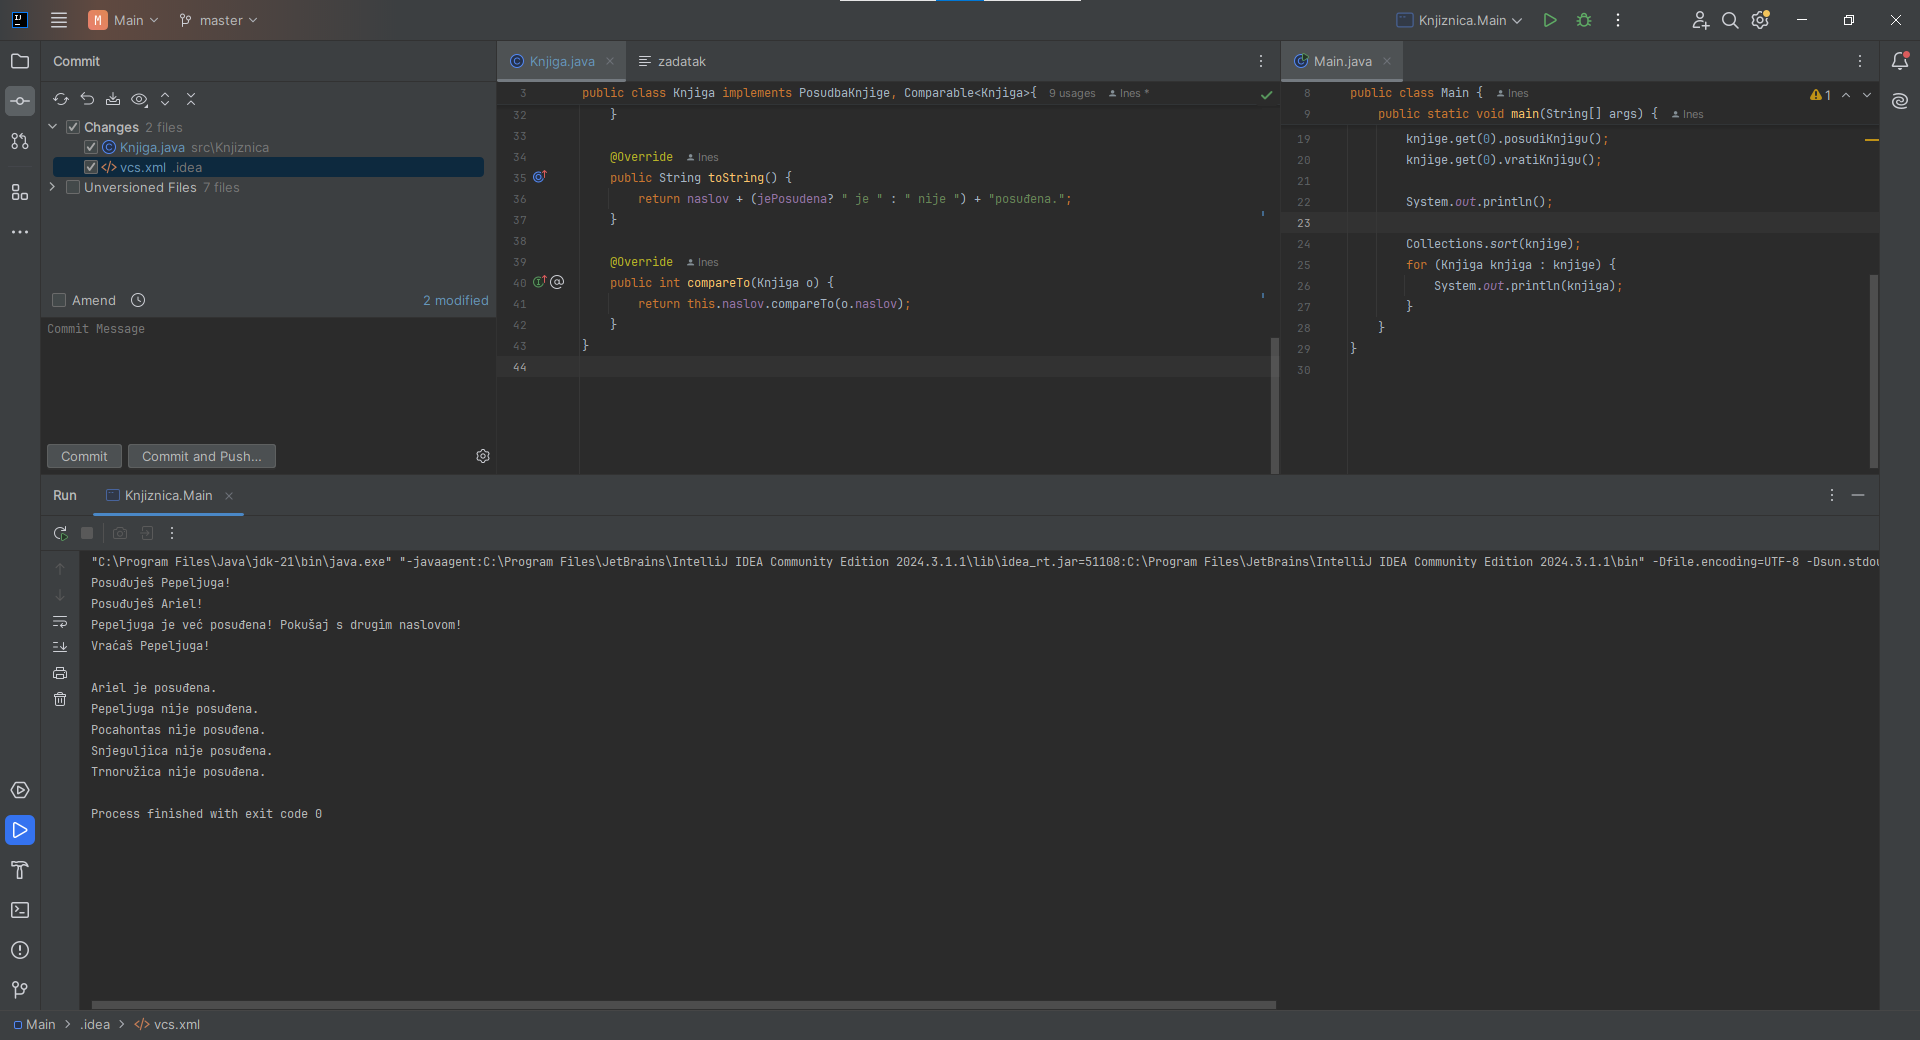 M Main master Knjiznica.Main
Commit
Changes 2 files
Knjiga.java src\Knjiznica
vcs.xml .idea
Unversioned Files 7 files
Amend 2 modified
Commit Message
Commit Commit and Push...
Knjiga.java zadatak
3 public class Knjiga implements PosudbaKnjige, Comparable<Knjiga>{ 9 usages Ines *
32 }
33
34 @Override Ines
35 public String toString() {
36 return naslov + (jePosudena? " je " : " nije ") + "posuđena.";
37 }
38
39 @Override Ines
40 public int compareTo(Knjiga o) {
41 return this.naslov.compareTo(o.naslov);
42 }
43 }
44
Main.java
8 public class Main { Ines 1
9 public static void main(String[] args) { Ines
19 knjige.get(0).posudiKnjigu();
20 knjige.get(0).vratiKnjigu();
21
22 System.out.println();
23
24 Collections.sort(knjige);
25 for (Knjiga knjiga : knjige) {
26 System.out.println(knjiga);
27 }
28 }
29 }
30
Run Knjiznica.Main
"C:\Program Files\Java\jdk-21\bin\java.exe" "-javaagent:C:\Program Files\JetBrains\IntelliJ IDEA Community Edition 2024.3.1.1\lib\idea_rt.jar=51108:C:\Program Files\JetBrains\IntelliJ IDEA Community Edition 2024.3.1.1\bin" -Dfile.encoding=UTF-8 -Dsun.stdou
Posuđuješ Pepeljuga!
Posuđuješ Ariel!
Pepeljuga je već posuđena! Pokušaj s drugim naslovom!
Vraćaš Pepeljuga!
Ariel je posuđena.
Pepeljuga nije posuđena.
Pocahontas nije posuđena.
Snjeguljica nije posuđena.
Trnoružica nije posuđena.
Process finished with exit code 0
Main > .idea > vcs.xml